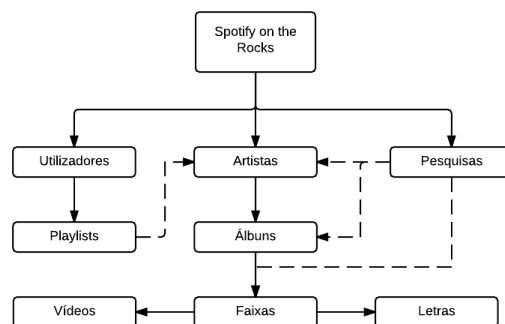 Spotify on the
Rocks
Utilizadores
Artistas
Pesquisas
Playlists
Álbuns
Vídeos
Faixas
Letras